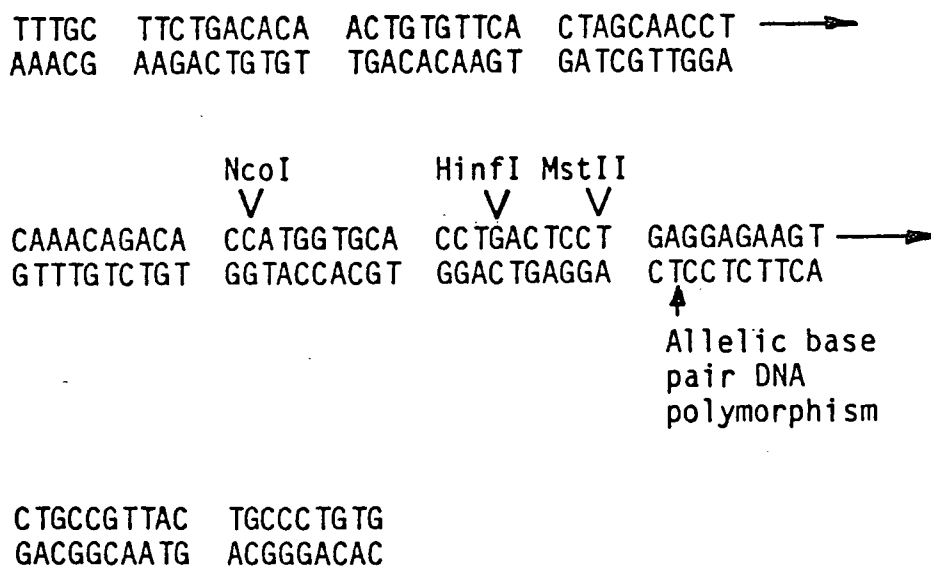 TTTGC TTCTGACACA ACTGTGTTCA CTAGCAACCT
AAACG AAGACTGTGT TGACACAAGT GATCGTTGGA
NcoI HinfI MstII
CAAACAGACA CCATGGTGCA CCTGACTCCT GAGGAGAAGT
GTTTGTCTGT GGTACCACGT GGACTGAGGA CTCCTCTTCA
Allelic base
pair DNA
polymorphism
CTGCCGTTAC TGCCCTGTG
GACGGCAATG ACGGGACAC